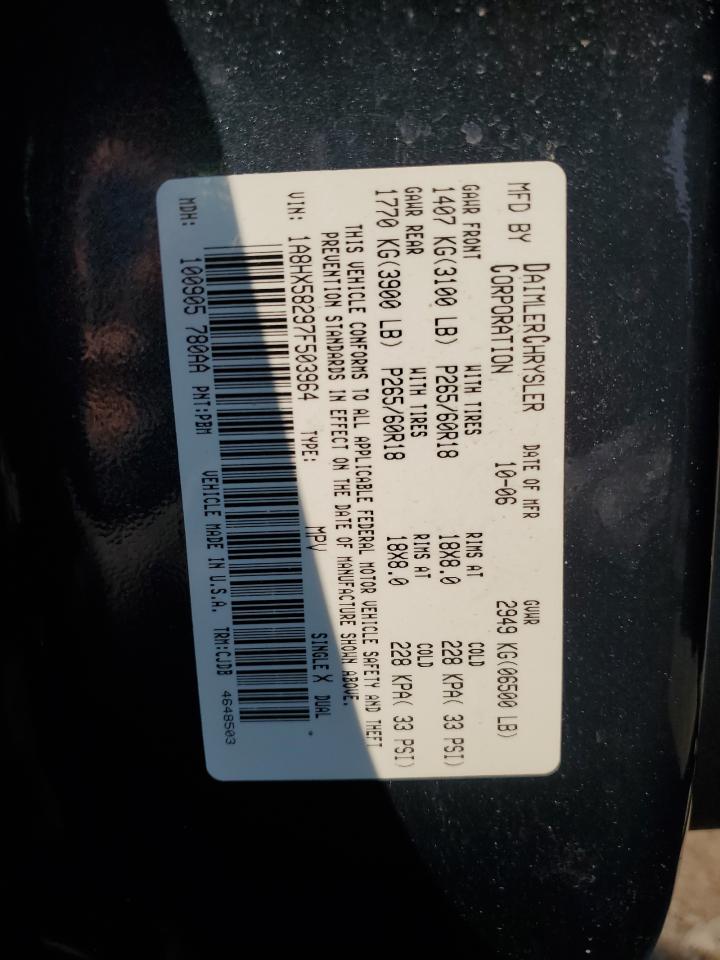 MFD BY DAIMLERCHRYSLER CORPORATION DATE OF MFR 10-06 GVWR 2949 KG(06500 LB)
GAWR FRONT WITH TIRES RIMS AT COLD
1407 KG(3100 LB) P265/60R18 18X8.0 228 KPA( 33 PSI)
GAWR REAR WITH TIRES RIMS AT COLD
1770 KG(3900 LB) P265/60R18 18X8.0 228 KPA( 33 PSI)
THIS VEHICLE CONFORMS TO ALL APPLICABLE FEDERAL MOTOR VEHICLE SAFETY AND THEFT
PREVENTION STANDARDS IN EFFECT ON THE DATE OF MANUFACTURE SHOWN ABOVE.
VIN: 1A8HX58297F503964 TYPE: MPV SINGLE X DUAL
*
MDH: 100905 780AA PNT:PBM VEHICLE MADE IN U.S.A. TRM:CJDB 4648503